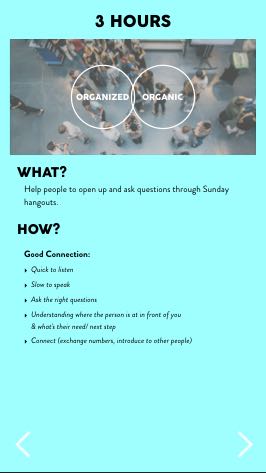 3 HOURS
ORGANIZED ORGANIC
WHAT?
Help people to open up and ask questions through Sunday
hangouts.
HOW?
Good Connection:
Quick to listen
Slow to speak
Ask the right questions
Understanding where the person is at in front of you
& what's their need/ next step
Connect (exchange numbers, introduce to other people)